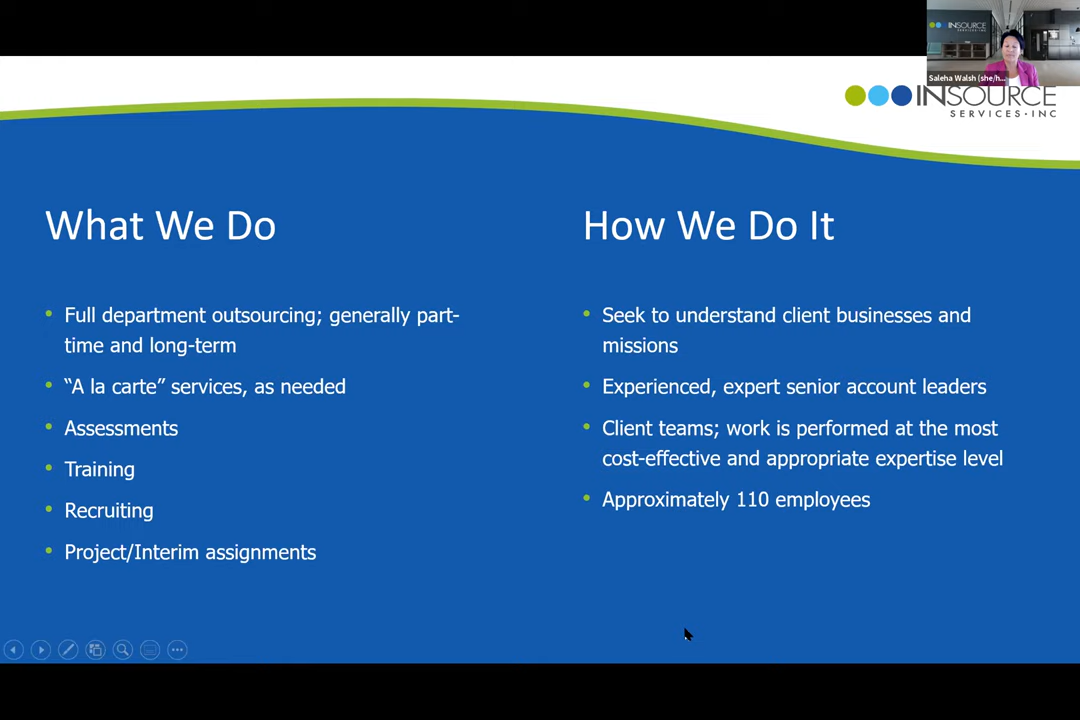 INSOURCE
SERVICES·INC
Saleha Walsh (she/h...
INSOURCE
SERVICES·INC
What We Do
• Full department outsourcing; generally part-
time and long-term
• “A la carte” services, as needed
• Assessments
• Training
• Recruiting
• Project/Interim assignments
How We Do It
• Seek to understand client businesses and
missions
• Experienced, expert senior account leaders
• Client teams; work is performed at the most
cost-effective and appropriate expertise level
• Approximately 110 employees